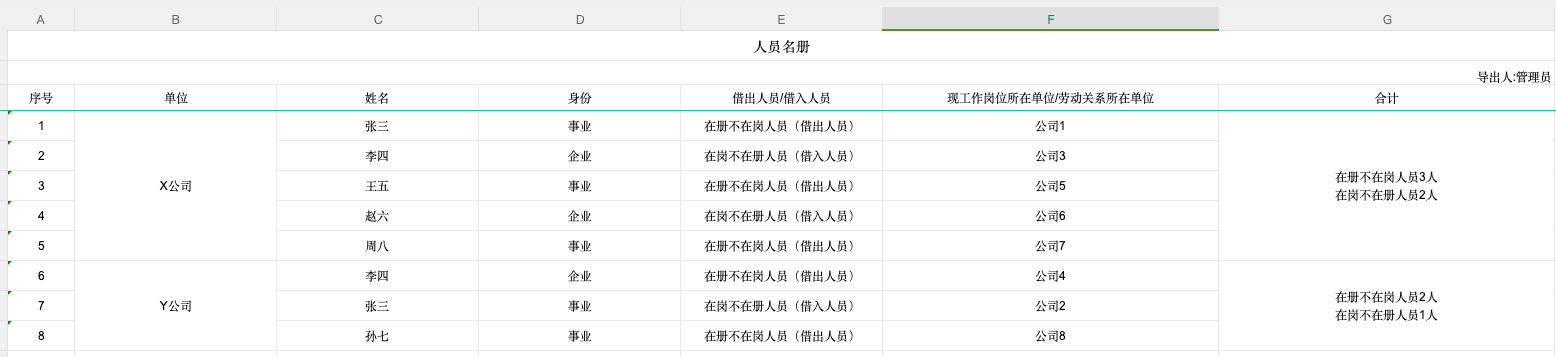 A B C D E F G
人员名册
导出人:管理员
序号 单位 姓名 身份 借出人员/借入人员 现工作岗位所在单位/劳动关系所在单位 合计
1 张三 事业 在册不在岗人员（借出人员） 公司1
2 李四 企业 在岗不在册人员（借入人员） 公司3
3 X公司 王五 事业 在册不在岗人员（借出人员） 公司5 在册不在岗人员3人
在岗不在册人员2人
4 赵六 企业 在岗不在册人员（借入人员） 公司6
5 周八 事业 在册不在岗人员（借出人员） 公司7
6 李四 企业 在册不在岗人员（借出人员） 公司4
7 Y公司 张三 事业 在岗不在册人员（借入人员） 公司2 在册不在岗人员2人
在岗不在册人员1人
8 孙七 事业 在册不在岗人员（借出人员） 公司8